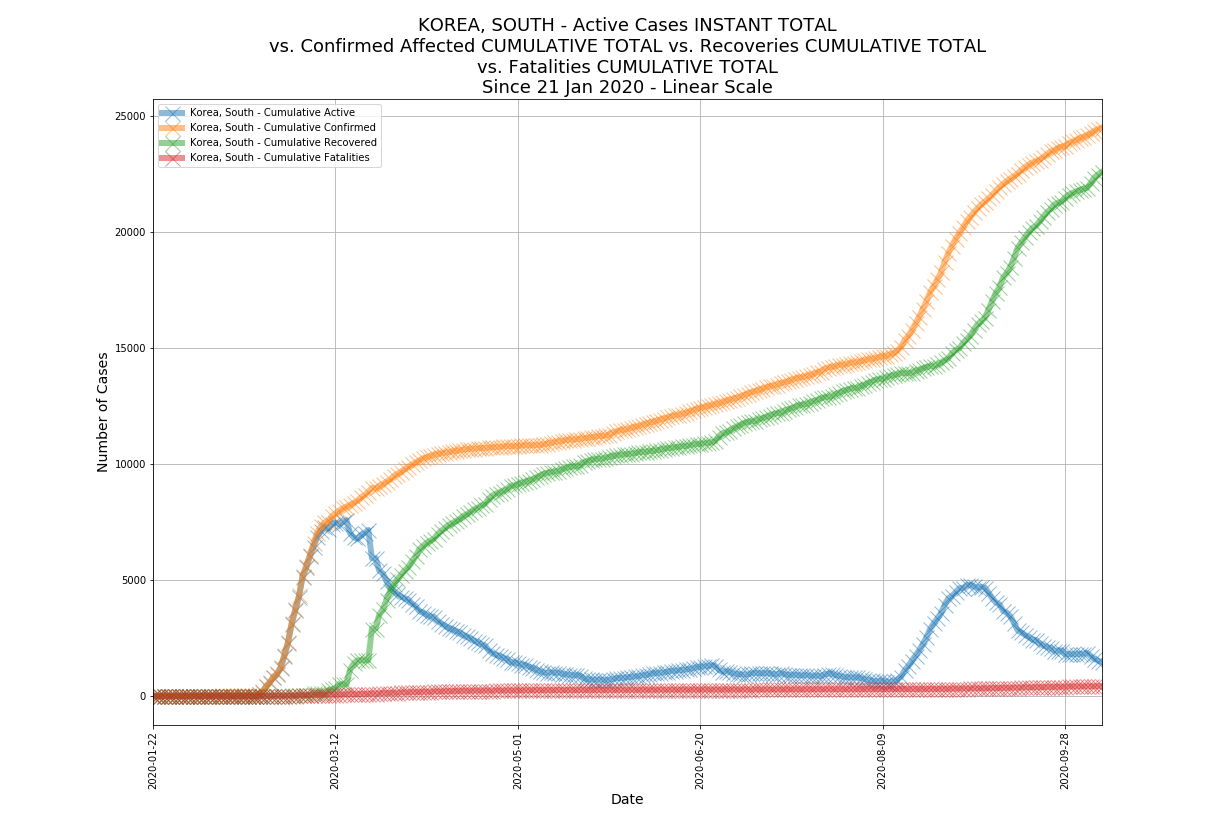 KOREA, SOUTH - Active Cases INSTANT TOTAL
vs. Confirmed Affected CUMULATIVE TOTAL vs. Recoveries CUMULATIVE TOTAL
vs. Fatalities CUMULATIVE TOTAL
Since 21 Jan 2020 - Linear Scale
Korea, South - Cumulative Active
Korea, South - Cumulative Confirmed
Korea, South - Cumulative Recovered
Korea, South - Cumulative Fatalities
Number of Cases
25000
20000
15000
10000
5000
0
2020-01-22
2020-03-12
2020-05-01
2020-06-20
2020-08-09
2020-09-28
Date